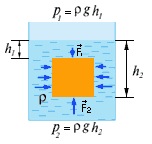 p₁ = ρ g h₁
h₁
F₁
h₂
ρ
F₂
p₂ = ρ g h₂